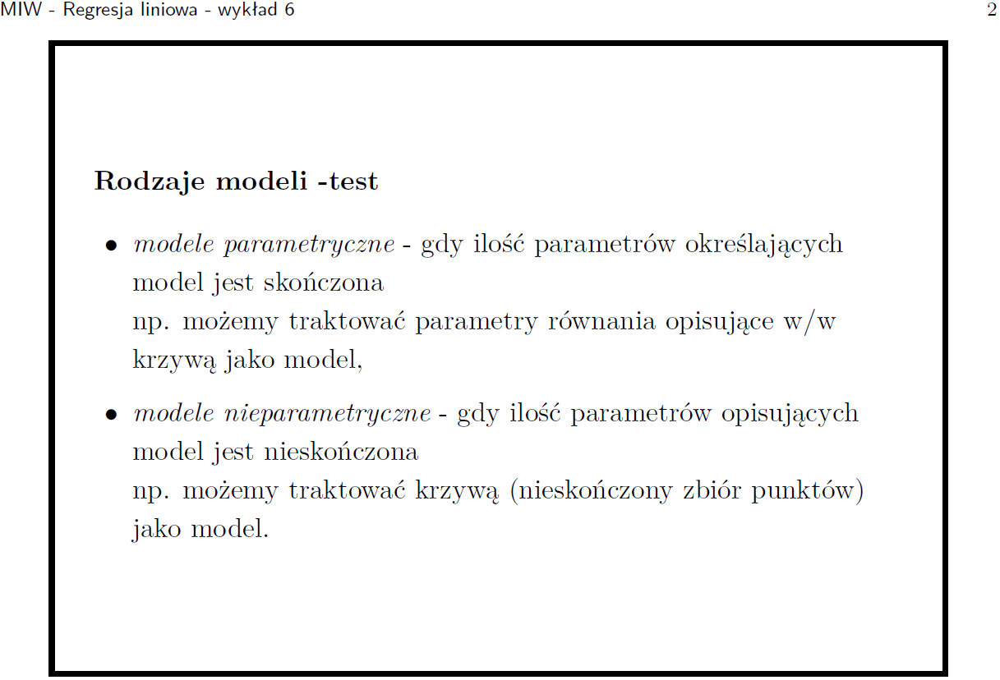 MIW - Regresja liniowa - wykład 6 2
Rodzaje modeli -test
• modele parametryczne - gdy ilość parametrów określających
model jest skończona
np. możemy traktować parametry równania opisujące w/w
krzywą jako model,
• modele nieparametryczne - gdy ilość parametrów opisujących
model jest nieskończona
np. możemy traktować krzywą (nieskończony zbiór punktów)
jako model.